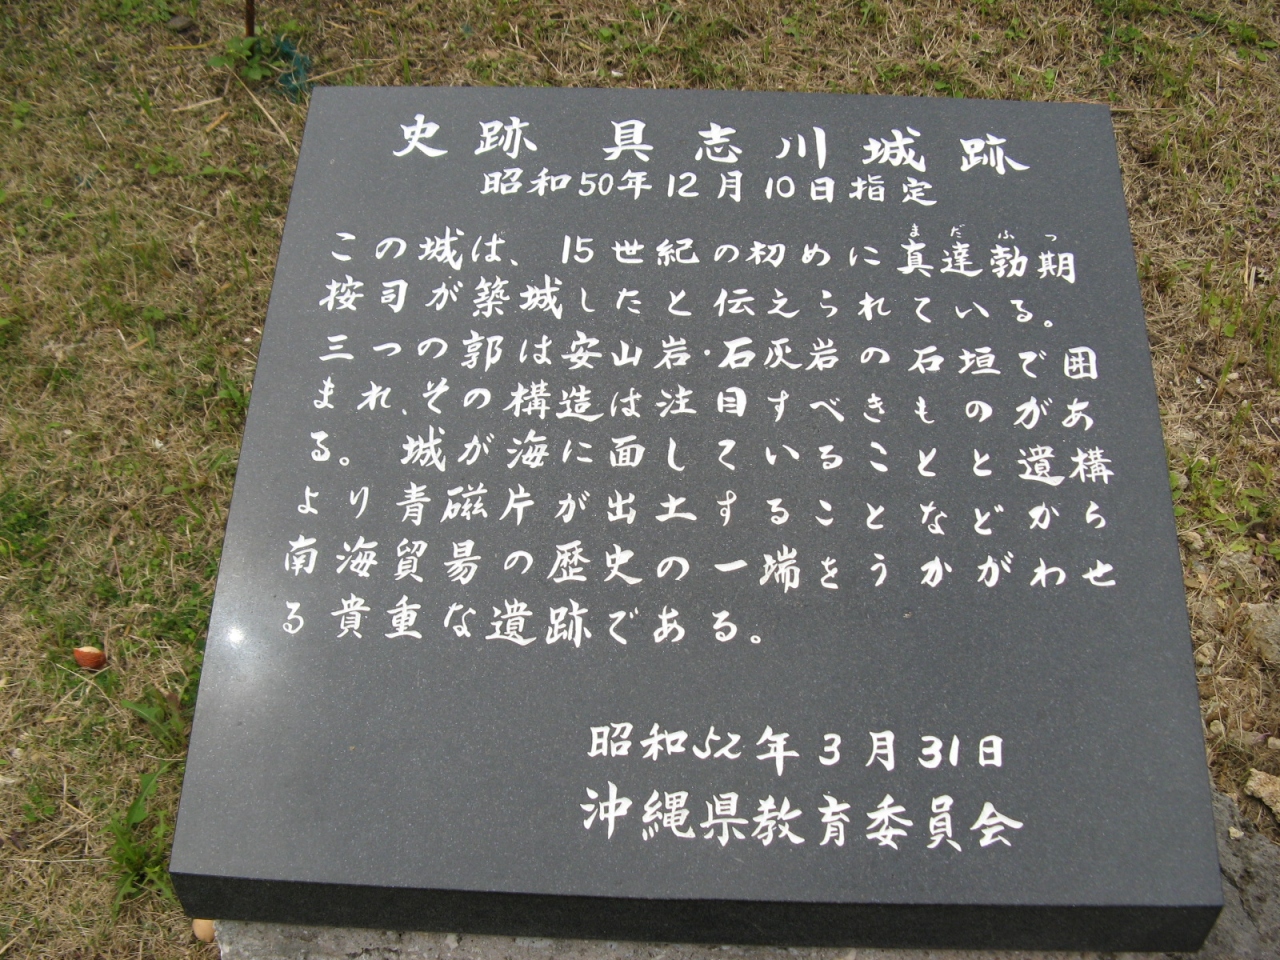 史跡 具志川城跡
昭和50年12月10日指定
まだふつ
この城は、15世紀の初めに真達勃期
按司が築城したと伝えられている。
三つの郭は安山岩・石灰岩の石垣で囲
まれ、その構造は注目すべきものがあ
る。 城が海に面していることと遺構
より青磁片が出土することなどから
南海貿易の歴史の一端をうかがわせ
る貴重な遺跡である。
昭和52年3月31日
沖縄県教育委員会